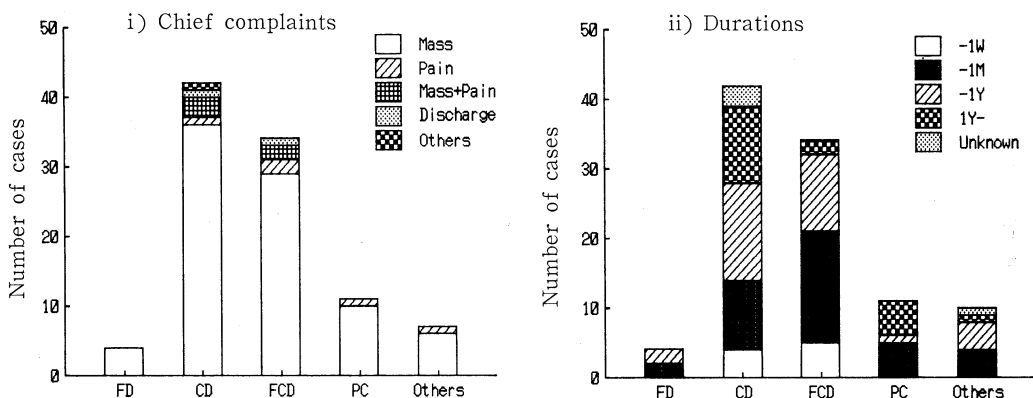 i) Chief complaints
Number of cases
50
40
30
20
10
0
Mass
Pain
Mass+Pain
Discharge
Others
FD CD FCD PC Others
ii) Durations
Number of cases
50
40
30
20
10
0
-1W
-1M
-1Y
1Y-
Unknown
FD CD FCD PC Others